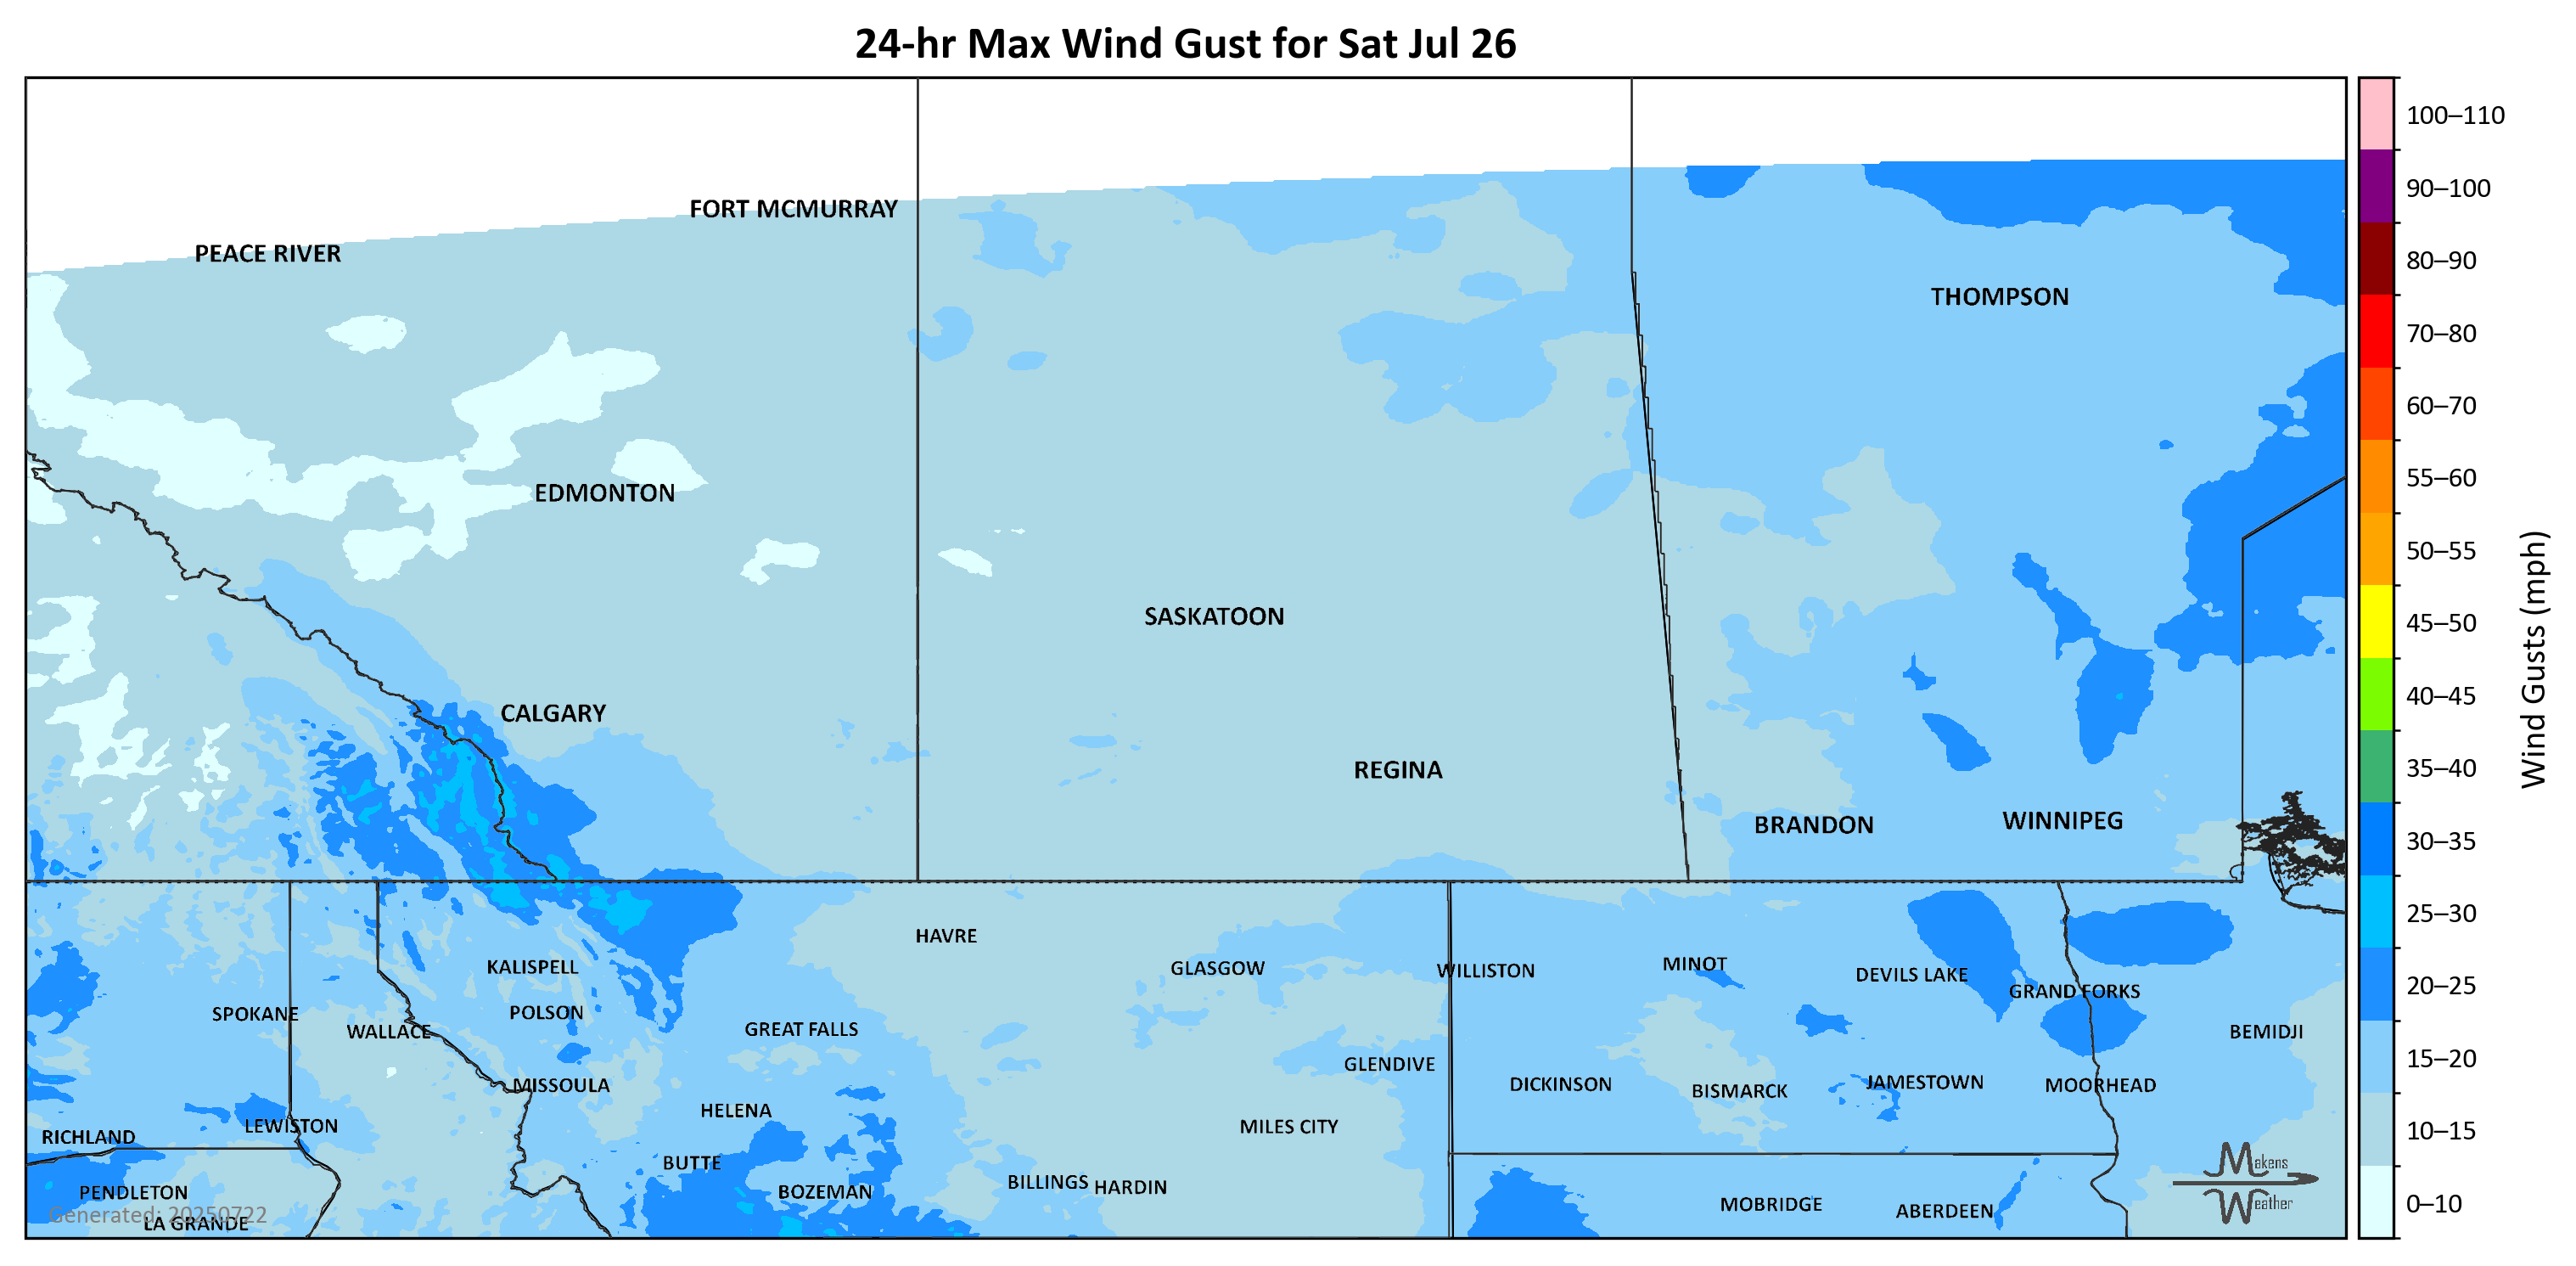 24-hr Max Wind Gust for Sat Jul 26
100–110
FORT MCMURRAY
90–100
PEACE RIVER
80–90
THOMPSON
70–80
60–70
55–60
EDMONTON
50–55
SASKATOON
45–50
Wind Gusts (mph)
40–45
CALGARY
35–40
REGINA
BRANDON
WINNIPEG
30–35
25–30
HAVRE
KALISPELL
GLASGOW
WILLISTON
MINOT
DEVILS LAKE
20–25
GRAND FORKS
SPOKANE
POLSON
WALLACE
GREAT FALLS
BEMIDJI
15–20
GLENDIVE
MISSOULA
DICKINSON
BISMARCK
JAMESTOWN
MOORHEAD
HELENA
LEWISTON
MILES CITY
10–15
RICHLAND
BUTTE
Makens
Weather
PENDLETON
BOZEMAN
BILLINGS
HARDIN
MOBRIDGE
ABERDEEN
0–10
Generated: 20250722
LA GRANDE